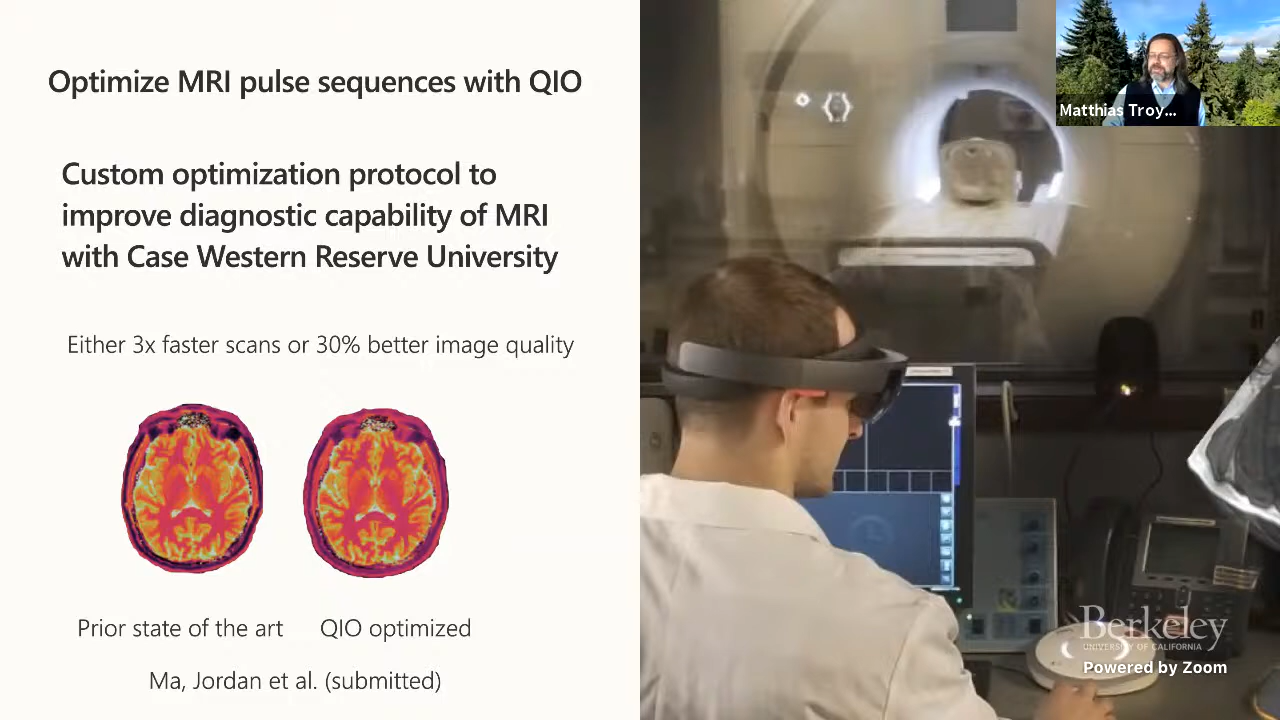 Optimize MRI pulse sequences with QIO
Custom optimization protocol to
improve diagnostic capability of MRI
with Case Western Reserve University
Either 3x faster scans or 30% better image quality
Prior state of the art
QIO optimized
Ma, Jordan et al. (submitted)
Matthias Troy...
Berkeley
UNIVERSITY OF CALIFORNIA
Powered by Zoom